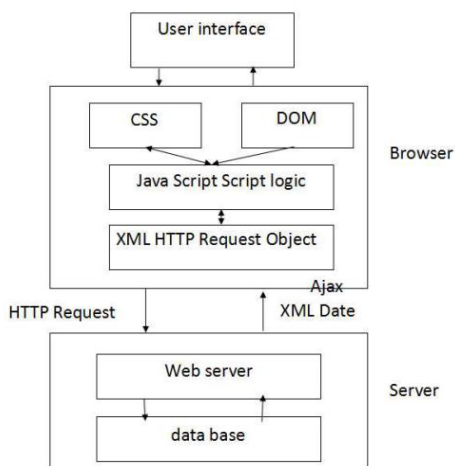 User interface
CSS
DOM
Browser
Java Script Script logic
XML HTTP Request Object
Ajax
HTTP Request
XML Date
Web server
Server
data base